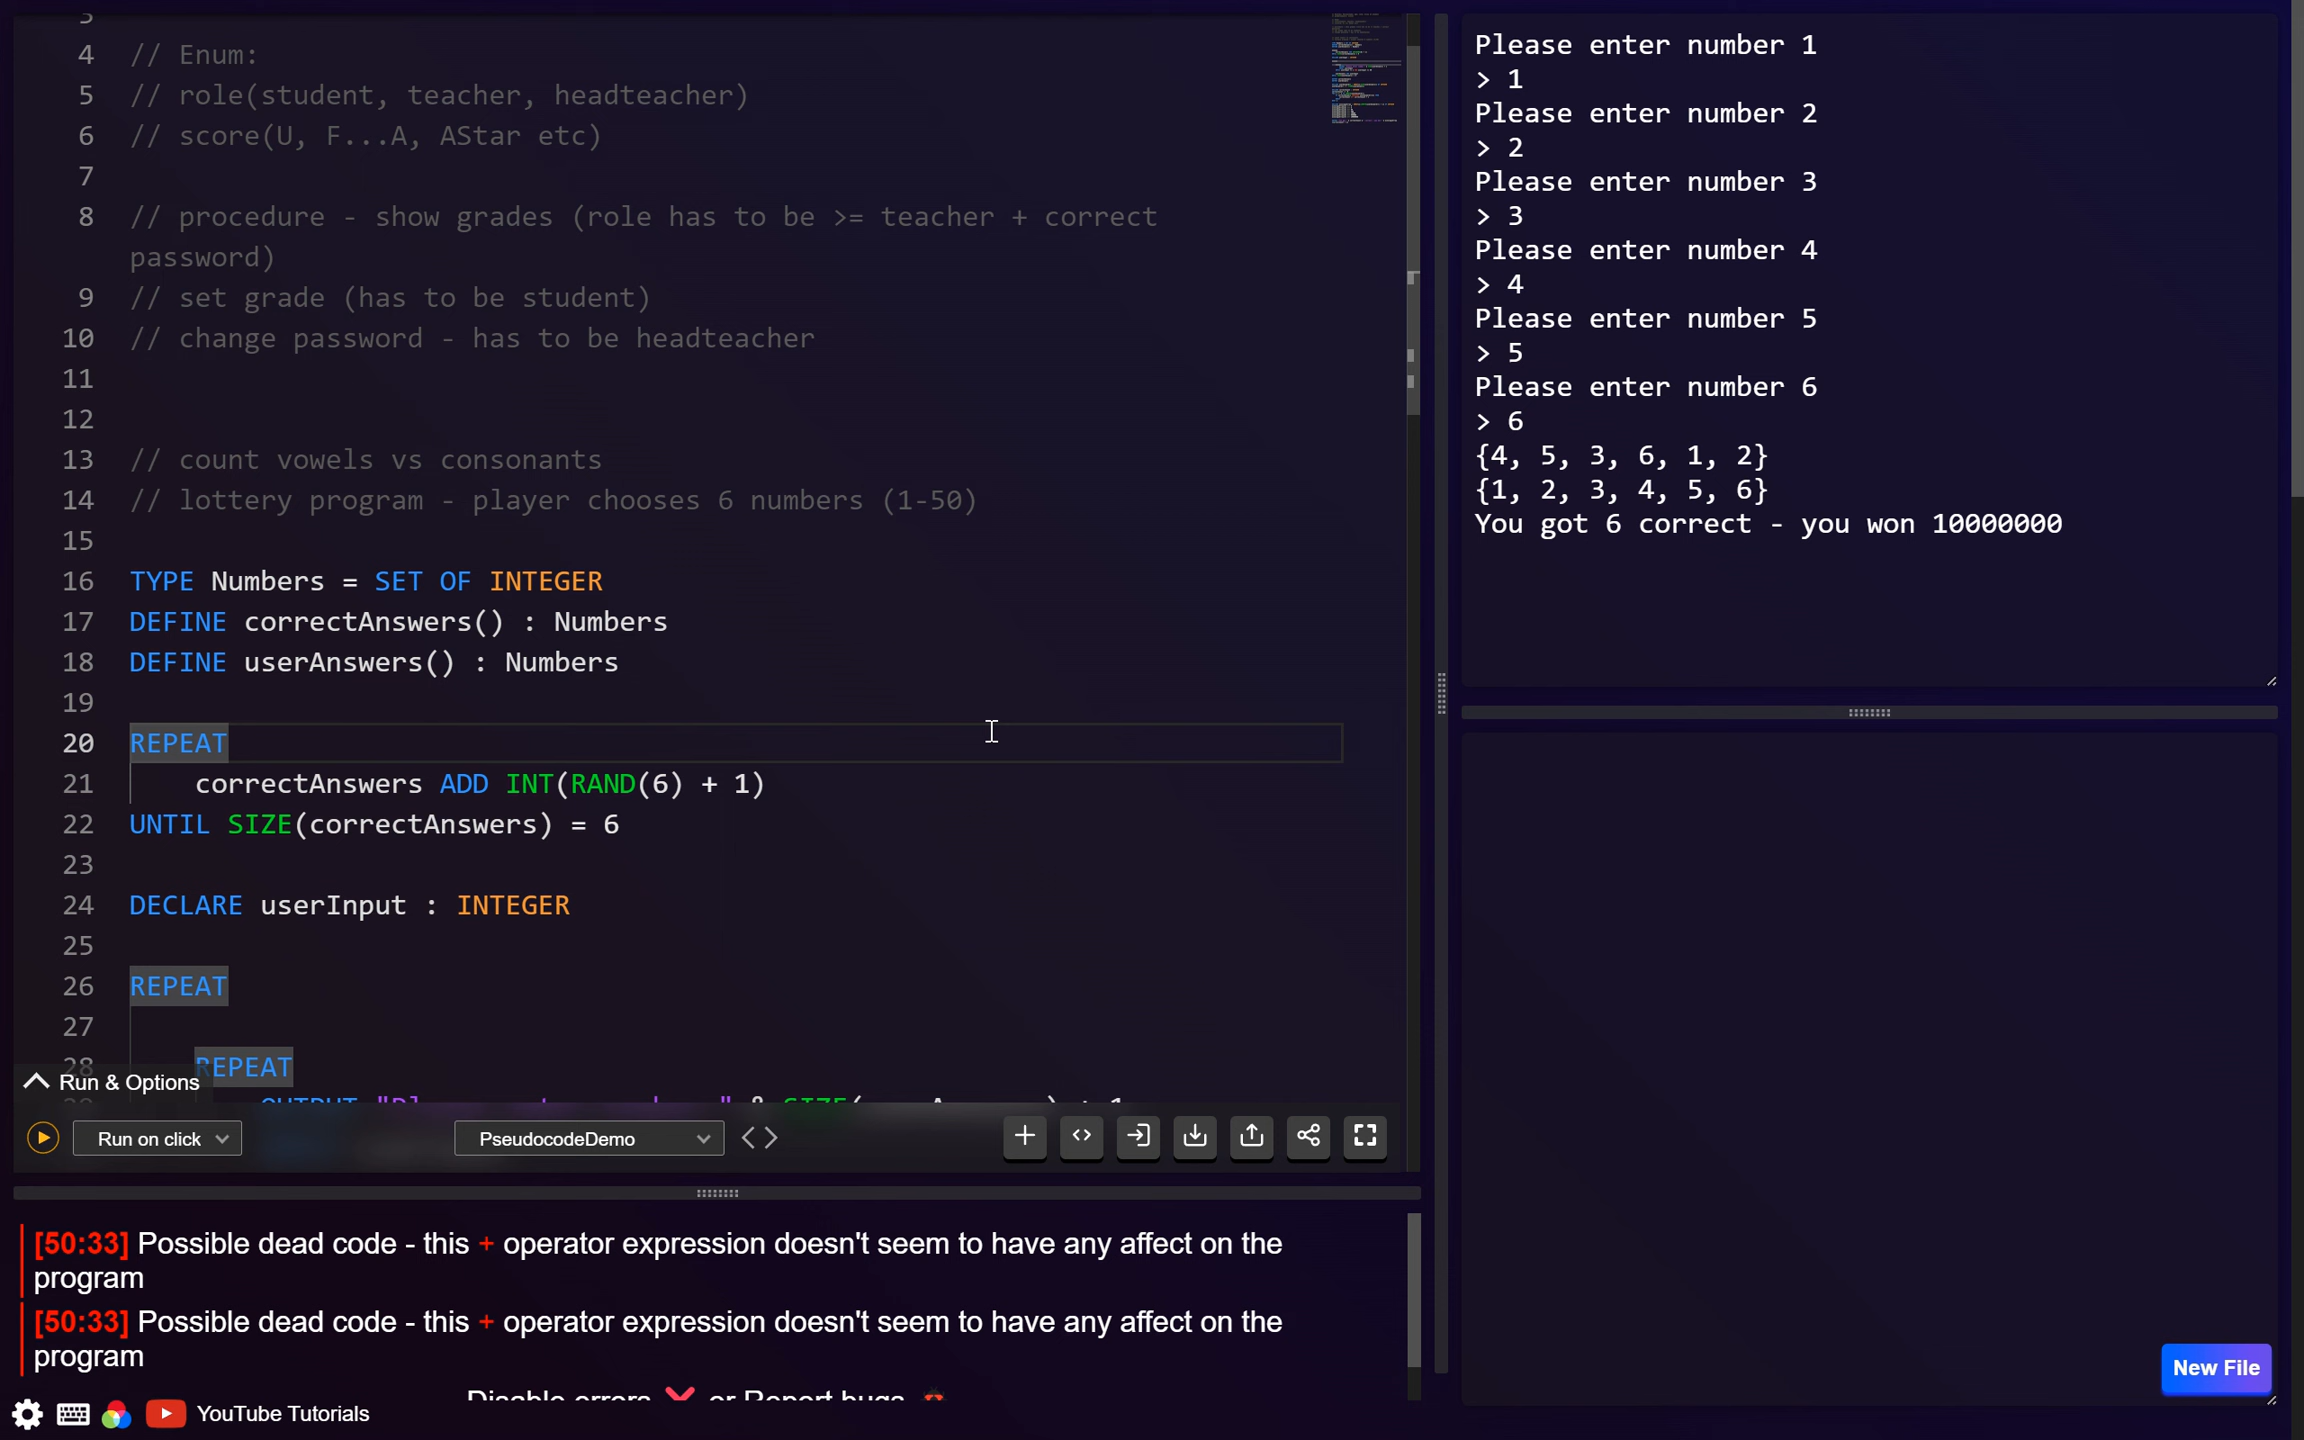 3
4 // Enum:
5 // role(student, teacher, headteacher)
6 // score(U, F...A, AStar etc)
7
8 // procedure - show grades (role has to be >= teacher + correct
password)
9 // set grade (has to be student)
10 // change password - has to be headteacher
11
12
13 // count vowels vs consonants
14 // lottery program - player chooses 6 numbers (1-50)
15
16 TYPE Numbers = SET OF INTEGER
17 DEFINE correctAnswers() : Numbers
18 DEFINE userAnswers() : Numbers
19
20 REPEAT
21 correctAnswers ADD INT(RAND(6) + 1)
22 UNTIL SIZE(correctAnswers) = 6
23
24 DECLARE userInput : INTEGER
25
26 REPEAT
27
28 REPEAT
Run & Options
Run on click
PseudocodeDemo
[50:33] Possible dead code - this + operator expression doesn't seem to have any affect on the
program
[50:33] Possible dead code - this + operator expression doesn't seem to have any affect on the
program
Disable errors or Report bugs
YouTube Tutorials
Please enter number 1
> 1
Please enter number 2
> 2
Please enter number 3
> 3
Please enter number 4
> 4
Please enter number 5
> 5
Please enter number 6
> 6
{4, 5, 3, 6, 1, 2}
{1, 2, 3, 4, 5, 6}
You got 6 correct - you won 10000000
New File